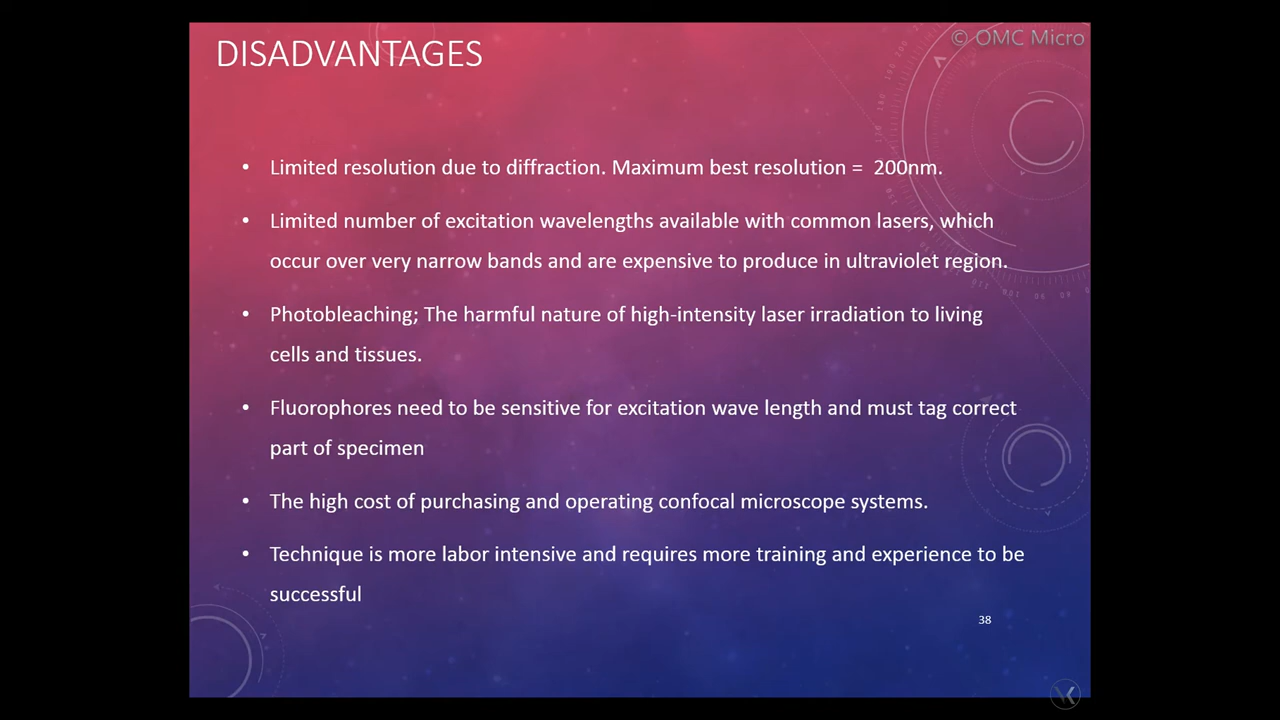 © OMC Micro
DISADVANTAGES
• Limited resolution due to diffraction. Maximum best resolution = 200nm.
• Limited number of excitation wavelengths available with common lasers, which
occur over very narrow bands and are expensive to produce in ultraviolet region.
• Photobleaching; The harmful nature of high-intensity laser irradiation to living
cells and tissues.
• Fluorophores need to be sensitive for excitation wave length and must tag correct
part of specimen
• The high cost of purchasing and operating confocal microscope systems.
• Technique is more labor intensive and requires more training and experience to be
successful
38